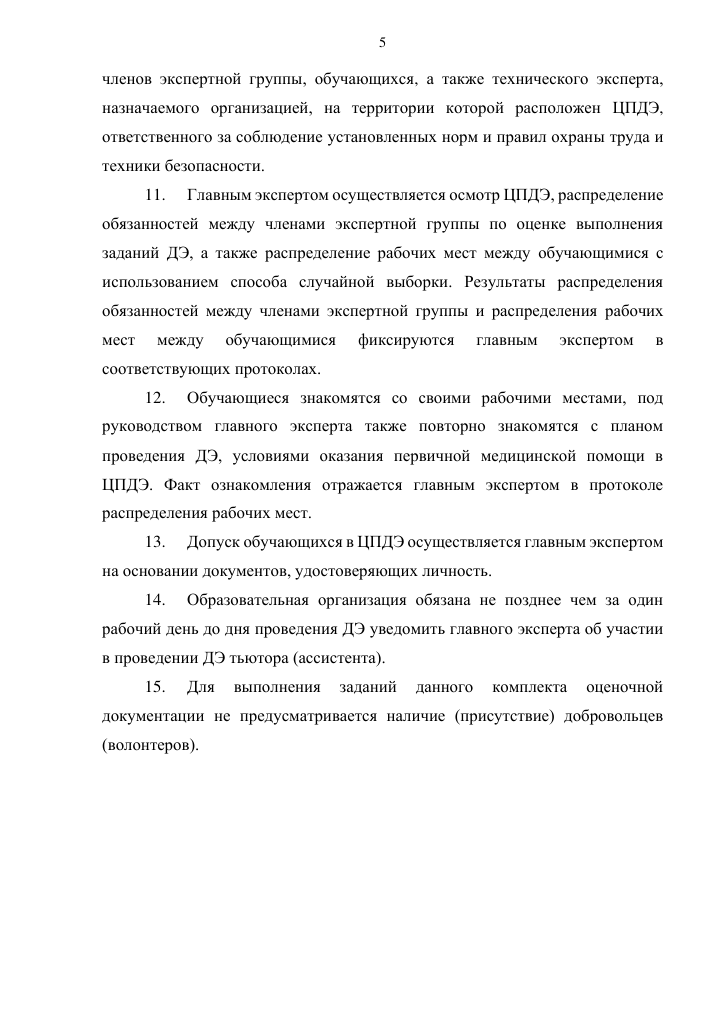 5
членов экспертной группы, обучающихся, а также технического эксперта,
назначаемого организацией, на территории которой расположен ЦПДЭ,
ответственного за соблюдение установленных норм и правил охраны труда и
техники безопасности.
11. Главным экспертом осуществляется осмотр ЦПДЭ, распределение
обязанностей между членами экспертной группы по оценке выполнения
заданий ДЭ, а также распределение рабочих мест между обучающимися с
использованием способа случайной выборки. Результаты распределения
обязанностей между членами экспертной группы и распределения рабочих
мест между обучающимися фиксируются главным экспертом в
соответствующих протоколах.
12. Обучающиеся знакомятся со своими рабочими местами, под
руководством главного эксперта также повторно знакомятся с планом
проведения ДЭ, условиями оказания первичной медицинской помощи в
ЦПДЭ. Факт ознакомления отражается главным экспертом в протоколе
распределения рабочих мест.
13. Допуск обучающихся в ЦПДЭ осуществляется главным экспертом
на основании документов, удостоверяющих личность.
14. Образовательная организация обязана не позднее чем за один
рабочий день до дня проведения ДЭ уведомить главного эксперта об участии
в проведении ДЭ тьютора (ассистента).
15. Для выполнения заданий данного комплекта оценочной
документации не предусматривается наличие (присутствие) добровольцев
(волонтеров).